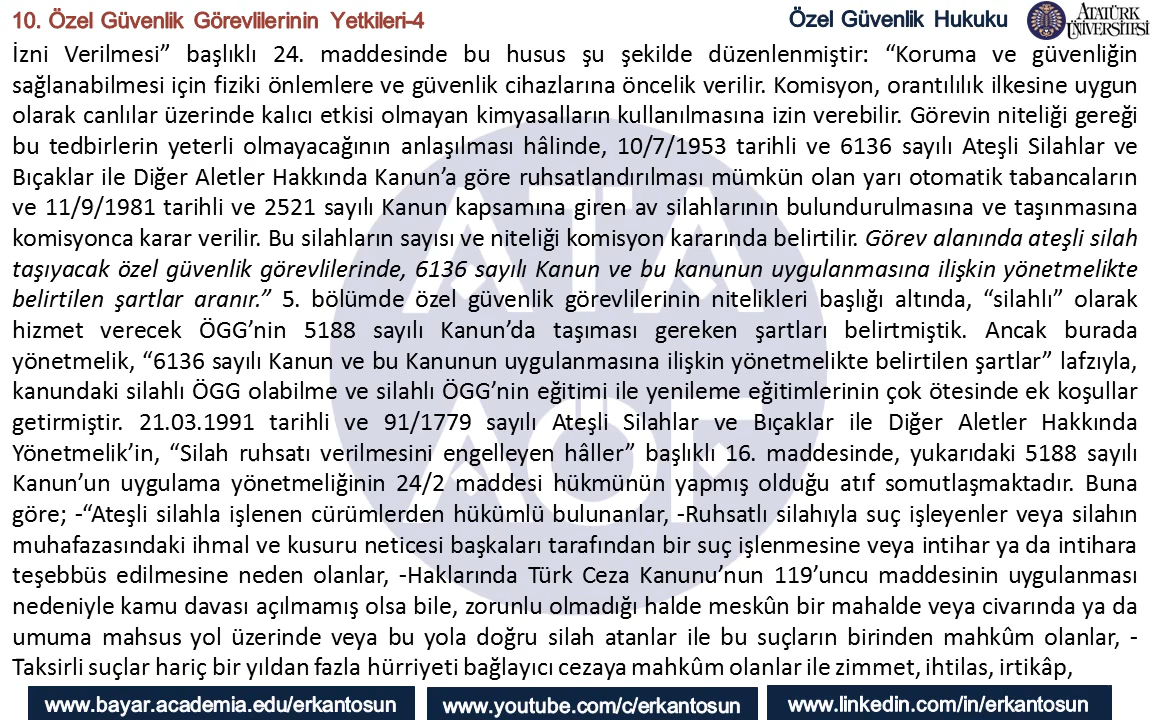 10. Özel Güvenlik Görevlilerinin Yetkileri-4
Özel Güvenlik Hukuku
ATATÜRK
ÜNİVERSİTESİ
İzni Verilmesi” başlıklı 24. maddesinde bu husus şu şekilde düzenlenmiştir: “Koruma ve güvenliğin
sağlanabilmesi için fiziki önlemlere ve güvenlik cihazlarına öncelik verilir. Komisyon, orantılılık ilkesine uygun
olarak canlılar üzerinde kalıcı etkisi olmayan kimyasalların kullanılmasına izin verebilir. Görevin niteliği gereği
bu tedbirlerin yeterli olmayacağının anlaşılması hâlinde, 10/7/1953 tarihli ve 6136 sayılı Ateşli Silahlar ve
Bıçaklar ile Diğer Aletler Hakkında Kanun’a göre ruhsatlandırılması mümkün olan yarı otomatik tabancaların
ve 11/9/1981 tarihli ve 2521 sayılı Kanun kapsamına giren av silahlarının bulundurulmasına ve taşınmasına
komisyonca karar verilir. Bu silahların sayısı ve niteliği komisyon kararında belirtilir. Görev alanında ateşli silah
taşıyacak özel güvenlik görevlilerinde, 6136 sayılı Kanun ve bu kanunun uygulanmasına ilişkin yönetmelikte
belirtilen şartlar aranır.” 5. bölümde özel güvenlik görevlilerinin nitelikleri başlığı altında, “silahlı” olarak
hizmet verecek ÖGG’nin 5188 sayılı Kanun’da taşıması gereken şartları belirtmiştik. Ancak burada
yönetmelik, “6136 sayılı Kanun ve bu Kanunun uygulanmasına ilişkin yönetmelikte belirtilen şartlar” lafzıyla,
kanundaki silahlı ÖGG olabilme ve silahlı ÖGG’nin eğitimi ile yenileme eğitimlerinin çok ötesinde ek koşullar
getirmiştir. 21.03.1991 tarihli ve 91/1779 sayılı Ateşli Silahlar ve Bıçaklar ile Diğer Aletler Hakkında
Yönetmelik’in, “Silah ruhsatı verilmesini engelleyen hâller” başlıklı 16. maddesinde, yukarıdaki 5188 sayılı
Kanun’un uygulama yönetmeliğinin 24/2 maddesi hükmünün yapmış olduğu atıf somutlaşmaktadır. Buna
göre; -“Ateşli silahla işlenen cürümlerden hükümlü bulunanlar, -Ruhsatlı silahıyla suç işleyenler veya silahın
muhafazasındaki ihmal ve kusuru neticesi başkaları tarafından bir suç işlenmesine veya intihar ya da intihara
teşebbüs edilmesine neden olanlar, -Haklarında Türk Ceza Kanunu’nun 119’uncu maddesinin uygulanması
nedeniyle kamu davası açılmamış olsa bile, zorunlu olmadığı halde meskûn bir mahalde veya civarında ya da
umuma mahsus yol üzerinde veya bu yola doğru silah atanlar ile bu suçların birinden mahkûm olanlar, -
Taksirli suçlar hariç bir yıldan fazla hürriyeti bağlayıcı cezaya mahkûm olanlar ile zimmet, ihtilas, irtikâp,
ATA
AÖF
www.bayar.academia.edu/erkantosun
www.youtube.com/c/erkantosun
www.linkedin.com/in/erkantosun